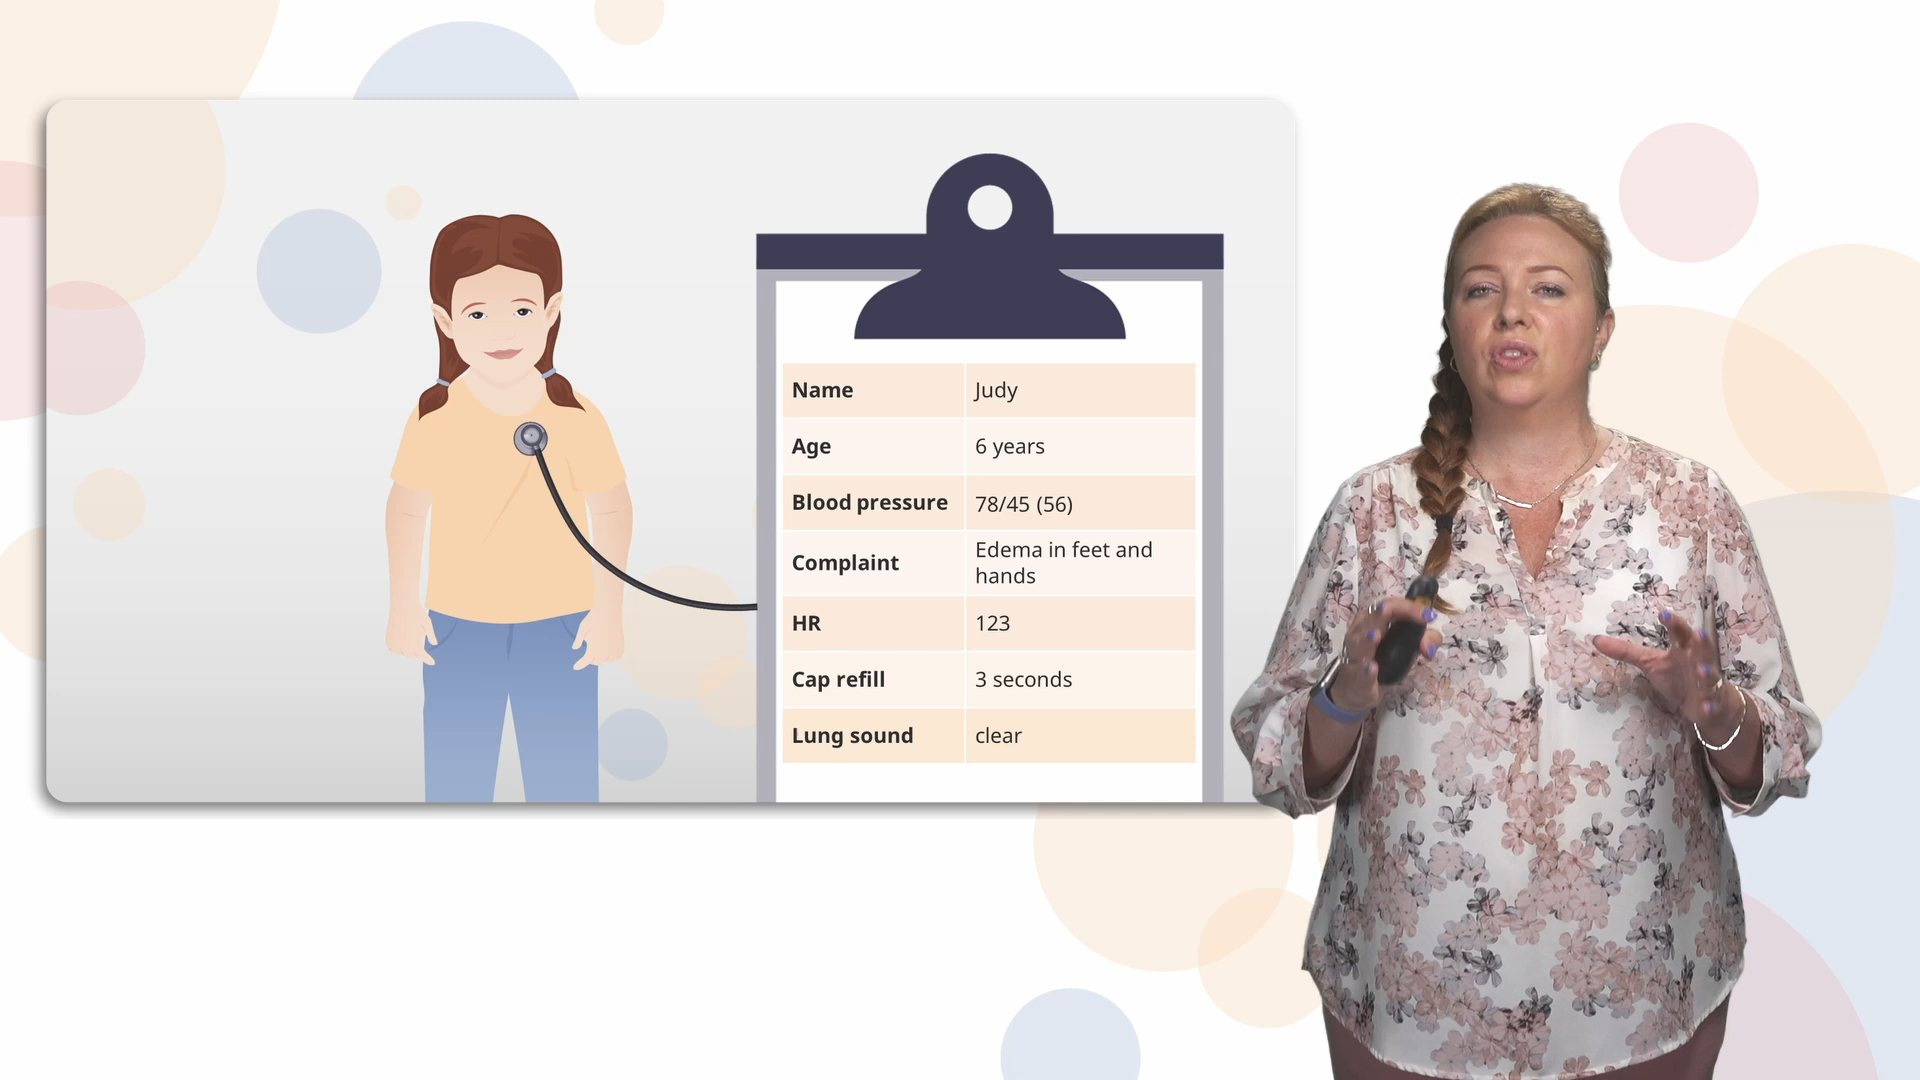 Name Judy
Age 6 years
Blood pressure 78/45 (56)
Complaint Edema in feet and
hands
HR 123
Cap refill 3 seconds
Lung sound clear